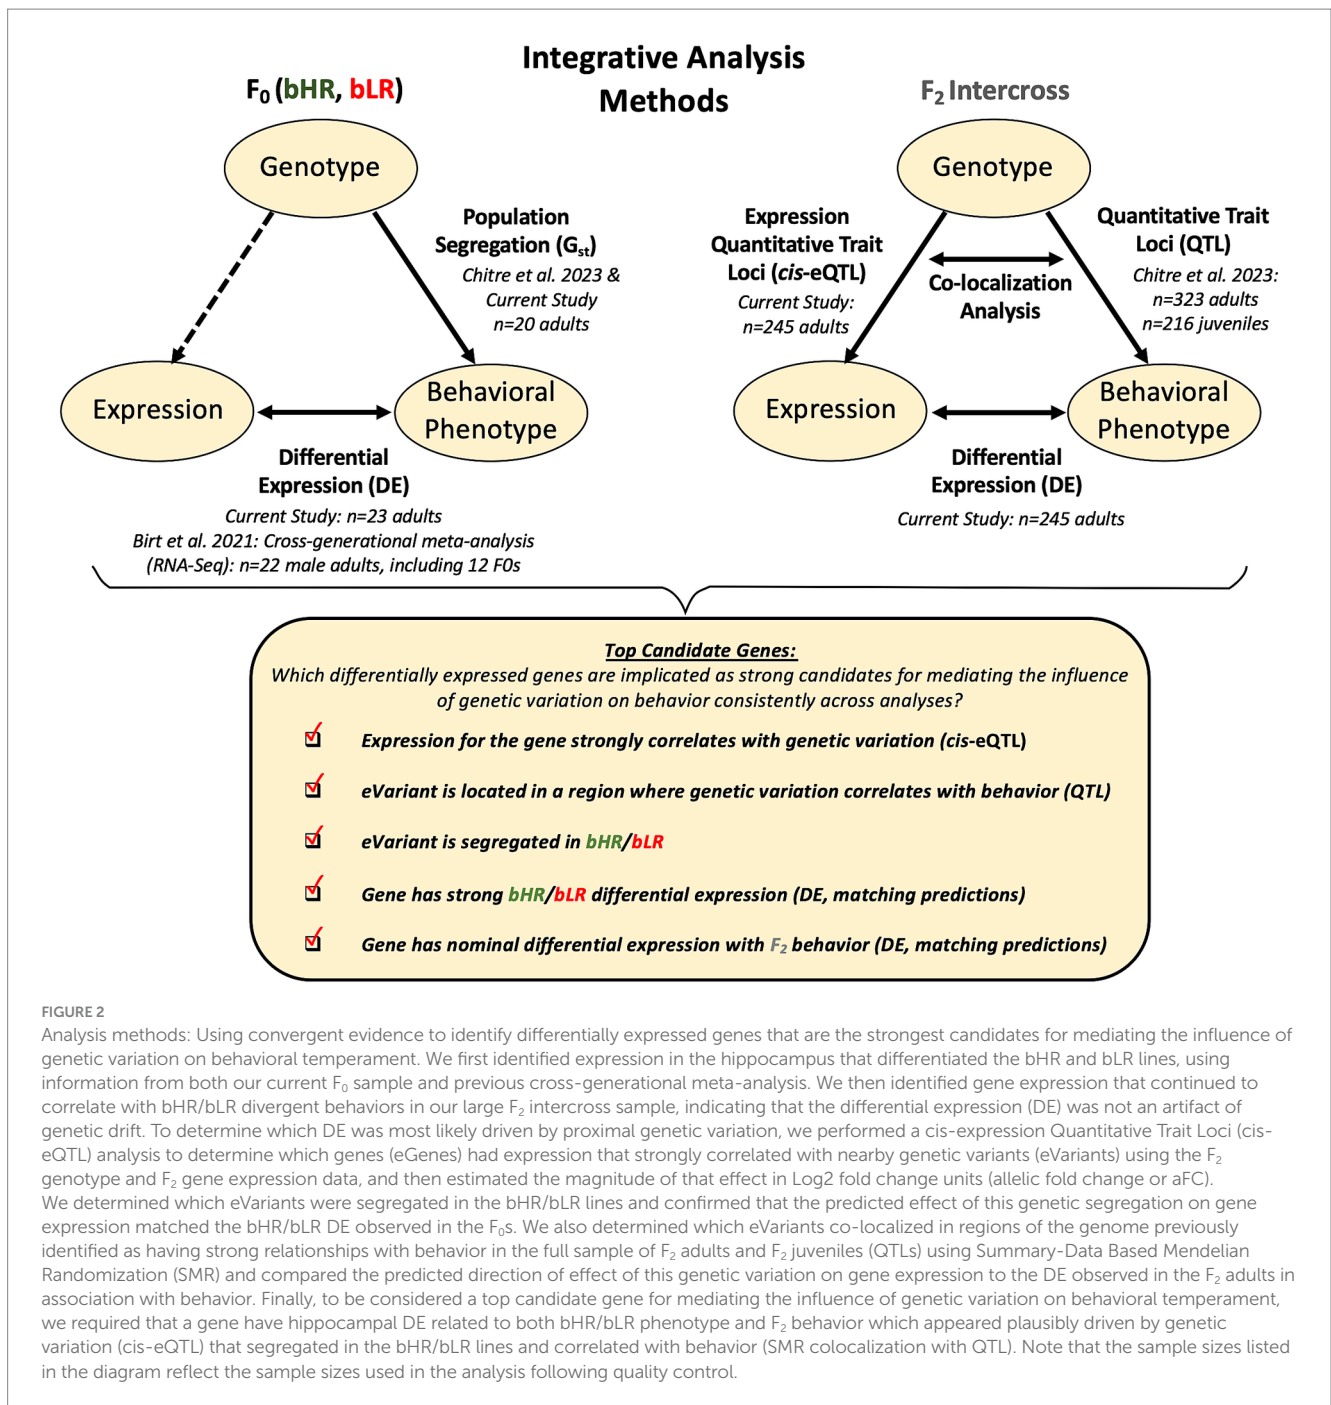 Integrative Analysis
Methods
F0 (bHR, bLR)
Genotype
Population
Segregation (Gst)
Chitre et al. 2023 &
Current Study
n=20 adults
Expression
Behavioral
Phenotype
Differential
Expression (DE)
Current Study: n=23 adults
Birt et al. 2021: Cross-generational meta-analysis
(RNA-Seq): n=22 male adults, including 12 F0s
F2 Intercross
Genotype
Expression
Quantitative Trait
Loci (cis-eQTL)
Current Study:
n=245 adults
Co-localization
Analysis
Quantitative Trait
Loci (QTL)
Chitre et al. 2023:
n=323 adults
n=216 juveniles
Expression
Behavioral
Phenotype
Differential
Expression (DE)
Current Study: n=245 adults
Top Candidate Genes:
Which differentially expressed genes are implicated as strong candidates for mediating the influence
of genetic variation on behavior consistently across analyses?
Expression for the gene strongly correlates with genetic variation (cis-eQTL)
eVariant is located in a region where genetic variation correlates with behavior (QTL)
eVariant is segregated in bHR/bLR
Gene has strong bHR/bLR differential expression (DE, matching predictions)
Gene has nominal differential expression with F2 behavior (DE, matching predictions)
FIGURE 2
Analysis methods: Using convergent evidence to identify differentially expressed genes that are the strongest candidates for mediating the influence of
genetic variation on behavioral temperament. We first identified expression in the hippocampus that differentiated the bHR and bLR lines, using
information from both our current F0 sample and previous cross-generational meta-analysis. We then identified gene expression that continued to
correlate with bHR/bLR divergent behaviors in our large F2 intercross sample, indicating that the differential expression (DE) was not an artifact of
genetic drift. To determine which DE was most likely driven by proximal genetic variation, we performed a cis-expression Quantitative Trait Loci (cis-
eQTL) analysis to determine which genes (eGenes) had expression that strongly correlated with nearby genetic variants (eVariants) using the F2
genotype and F2 gene expression data, and then estimated the magnitude of that effect in Log2 fold change units (allelic fold change or aFC).
We determined which eVariants were segregated in the bHR/bLR lines and confirmed that the predicted effect of this genetic segregation on gene
expression matched the bHR/bLR DE observed in the F0s. We also determined which eVariants co-localized in regions of the genome previously
identified as having strong relationships with behavior in the full sample of F2 adults and F2 juveniles (QTLs) using Summary-Data Based Mendelian
Randomization (SMR) and compared the predicted direction of effect of this genetic variation on gene expression to the DE observed in the F2 adults in
association with behavior. Finally, to be considered a top candidate gene for mediating the influence of genetic variation on behavioral temperament,
we required that a gene have hippocampal DE related to both bHR/bLR phenotype and F2 behavior which appeared plausibly driven by genetic
variation (cis-eQTL) that segregated in the bHR/bLR lines and correlated with behavior (SMR colocalization with QTL). Note that the sample sizes listed
in the diagram reflect the sample sizes used in the analysis following quality control.